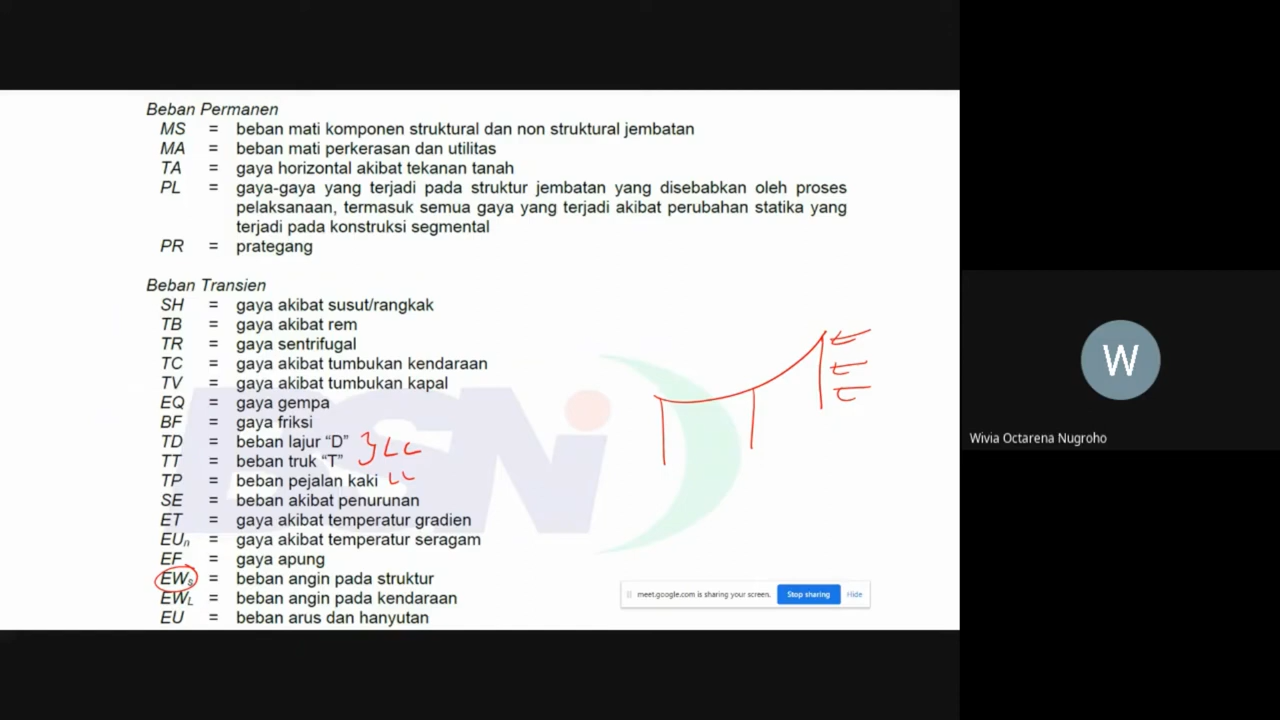 Beban Permanen
MS = beban mati komponen struktural dan non struktural jembatan
MA = beban mati perkerasan dan utilitas
TA = gaya horizontal akibat tekanan tanah
PL = gaya-gaya yang terjadi pada struktur jembatan yang disebabkan oleh proses
pelaksanaan, termasuk semua gaya yang terjadi akibat perubahan statika yang
terjadi pada konstruksi segmental
PR = prategang
Beban Transien
SH = gaya akibat susut/rangkak
TB = gaya akibat rem
TR = gaya sentrifugal
TC = gaya akibat tumbukan kendaraan
TV = gaya akibat tumbukan kapal
EQ = gaya gempa
BF = gaya friksi
TD = beban lajur “D”
TT = beban truk “T” LL
TP = beban pejalan kaki LL
SE = beban akibat penurunan
ET = gaya akibat temperatur gradien
EUn = gaya akibat temperatur seragam
EF = gaya apung
EWs = beban angin pada struktur
EWL = beban angin pada kendaraan
EU = beban arus dan hanyutan
BSNi
meet.google.com is sharing your screen. Stop sharing Hide
W
Wivia Octarena Nugroho